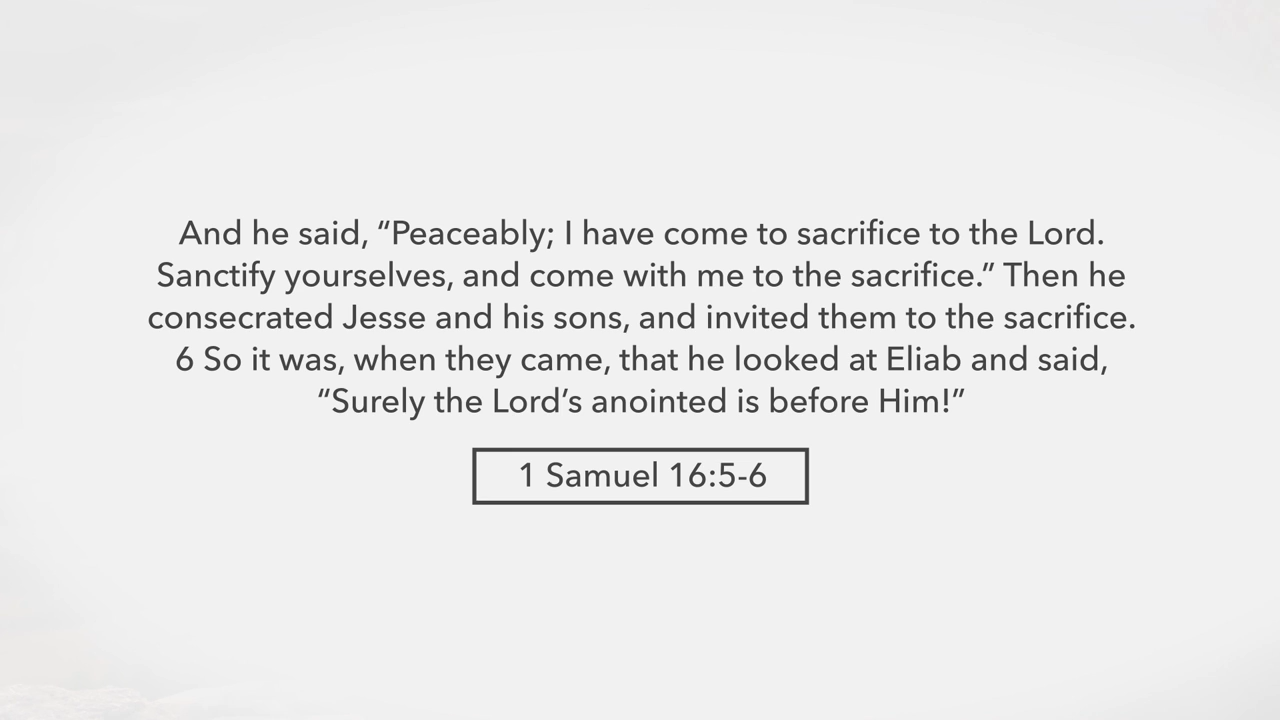 And he said, “Peaceably; I have come to sacrifice to the Lord.
Sanctify yourselves, and come with me to the sacrifice.” Then he
consecrated Jesse and his sons, and invited them to the sacrifice.
6 So it was, when they came, that he looked at Eliab and said,
“Surely the Lord’s anointed is before Him!”
1 Samuel 16:5-6